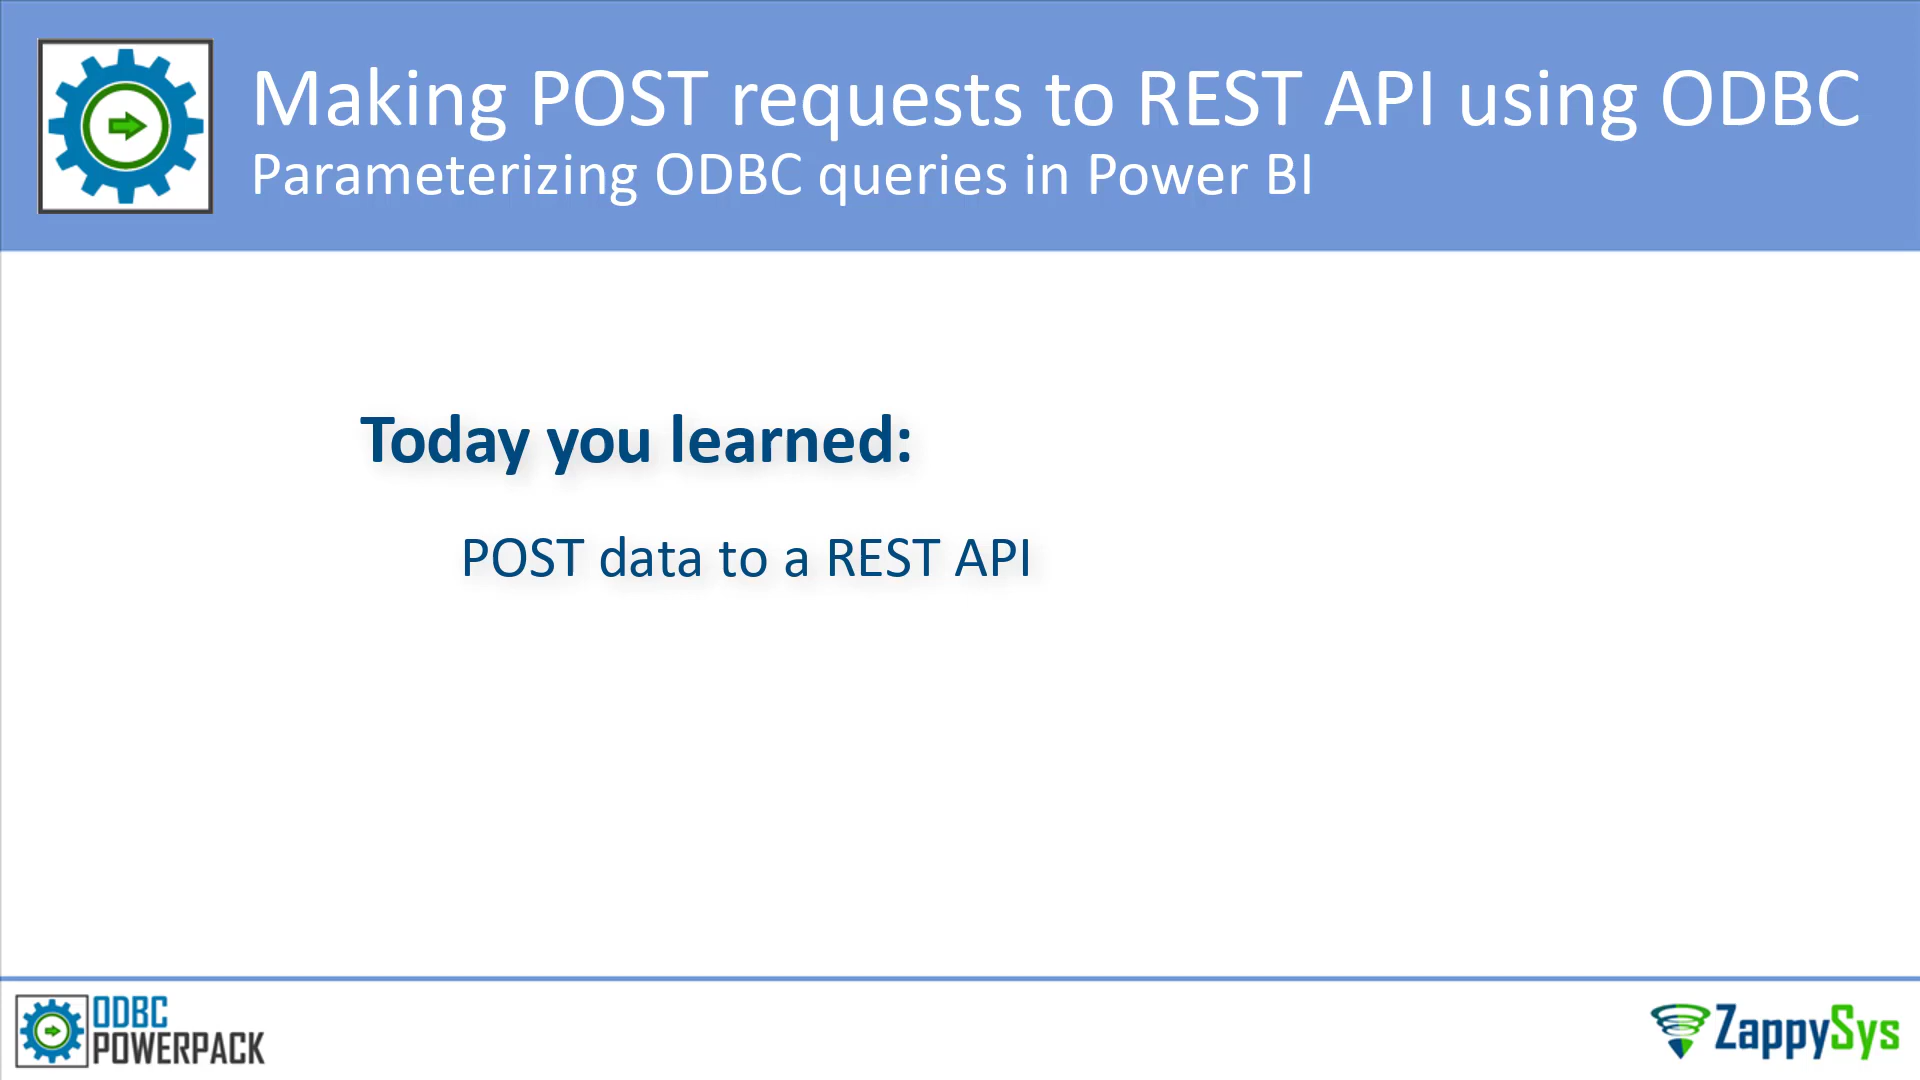 Making POST requests to REST API using ODBC
Parameterizing ODBC queries in Power BI
Today you learned:
POST data to a REST API
ODBC
POWERPACK
ZappySys